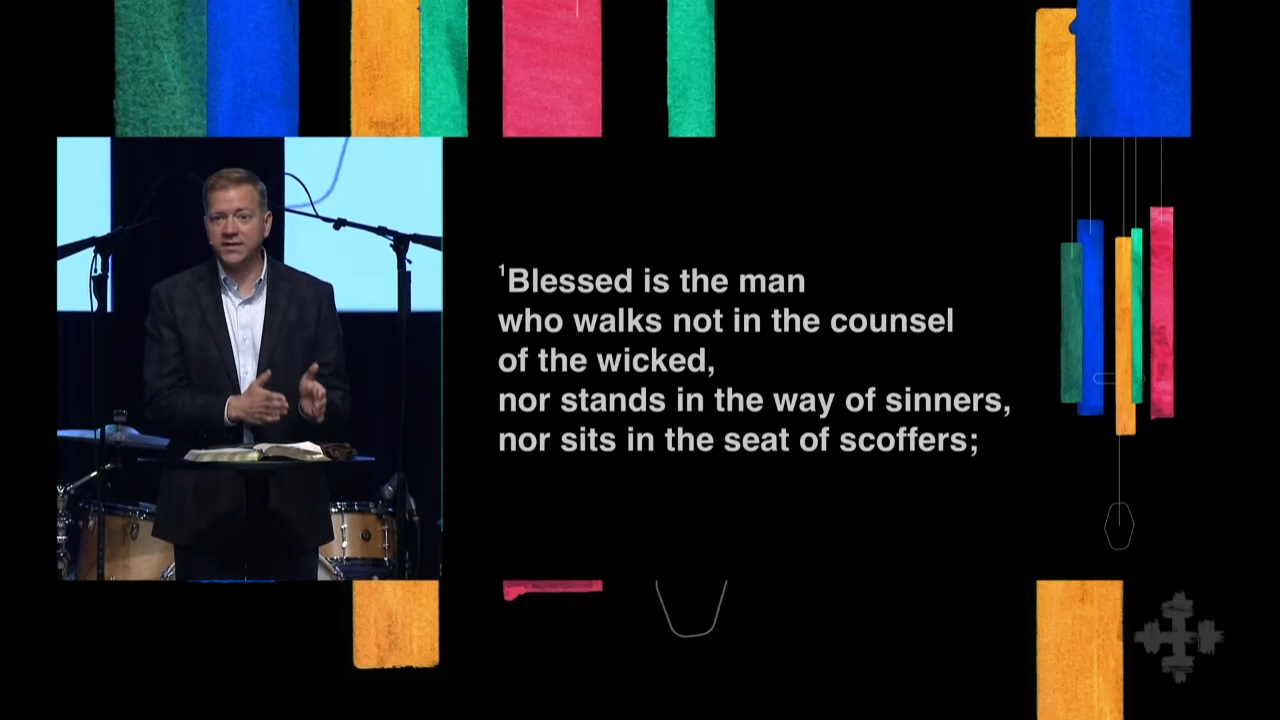 ¹Blessed is the man
who walks not in the counsel
of the wicked,
nor stands in the way of sinners,
nor sits in the seat of scoffers;